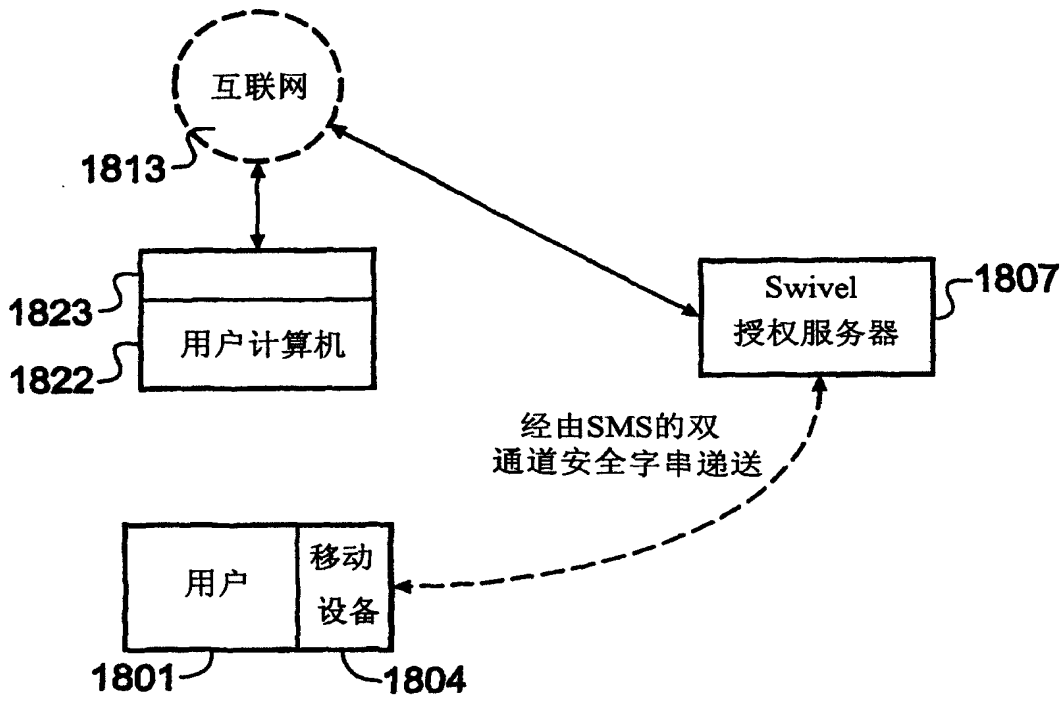 互联网
1813
1823
用户计算机
1822
Swivel
授权服务器
1807
经由SMS的双
通道安全字串递送
用户
移动
设备
1801
1804